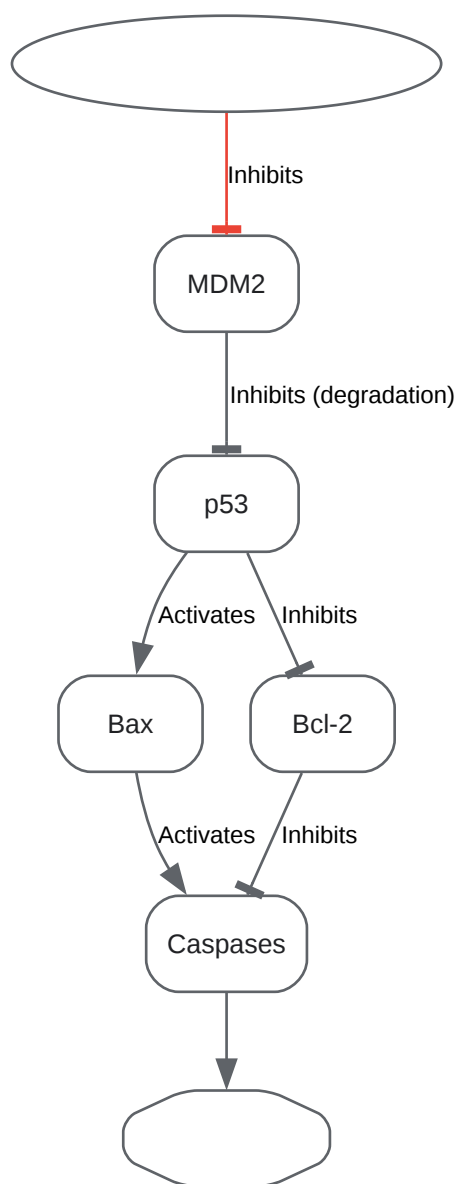 Inhibits
MDM2
Inhibits (degradation)
p53
Activates
Inhibits
Bax
Bcl-2
Activates
Inhibits
Caspases